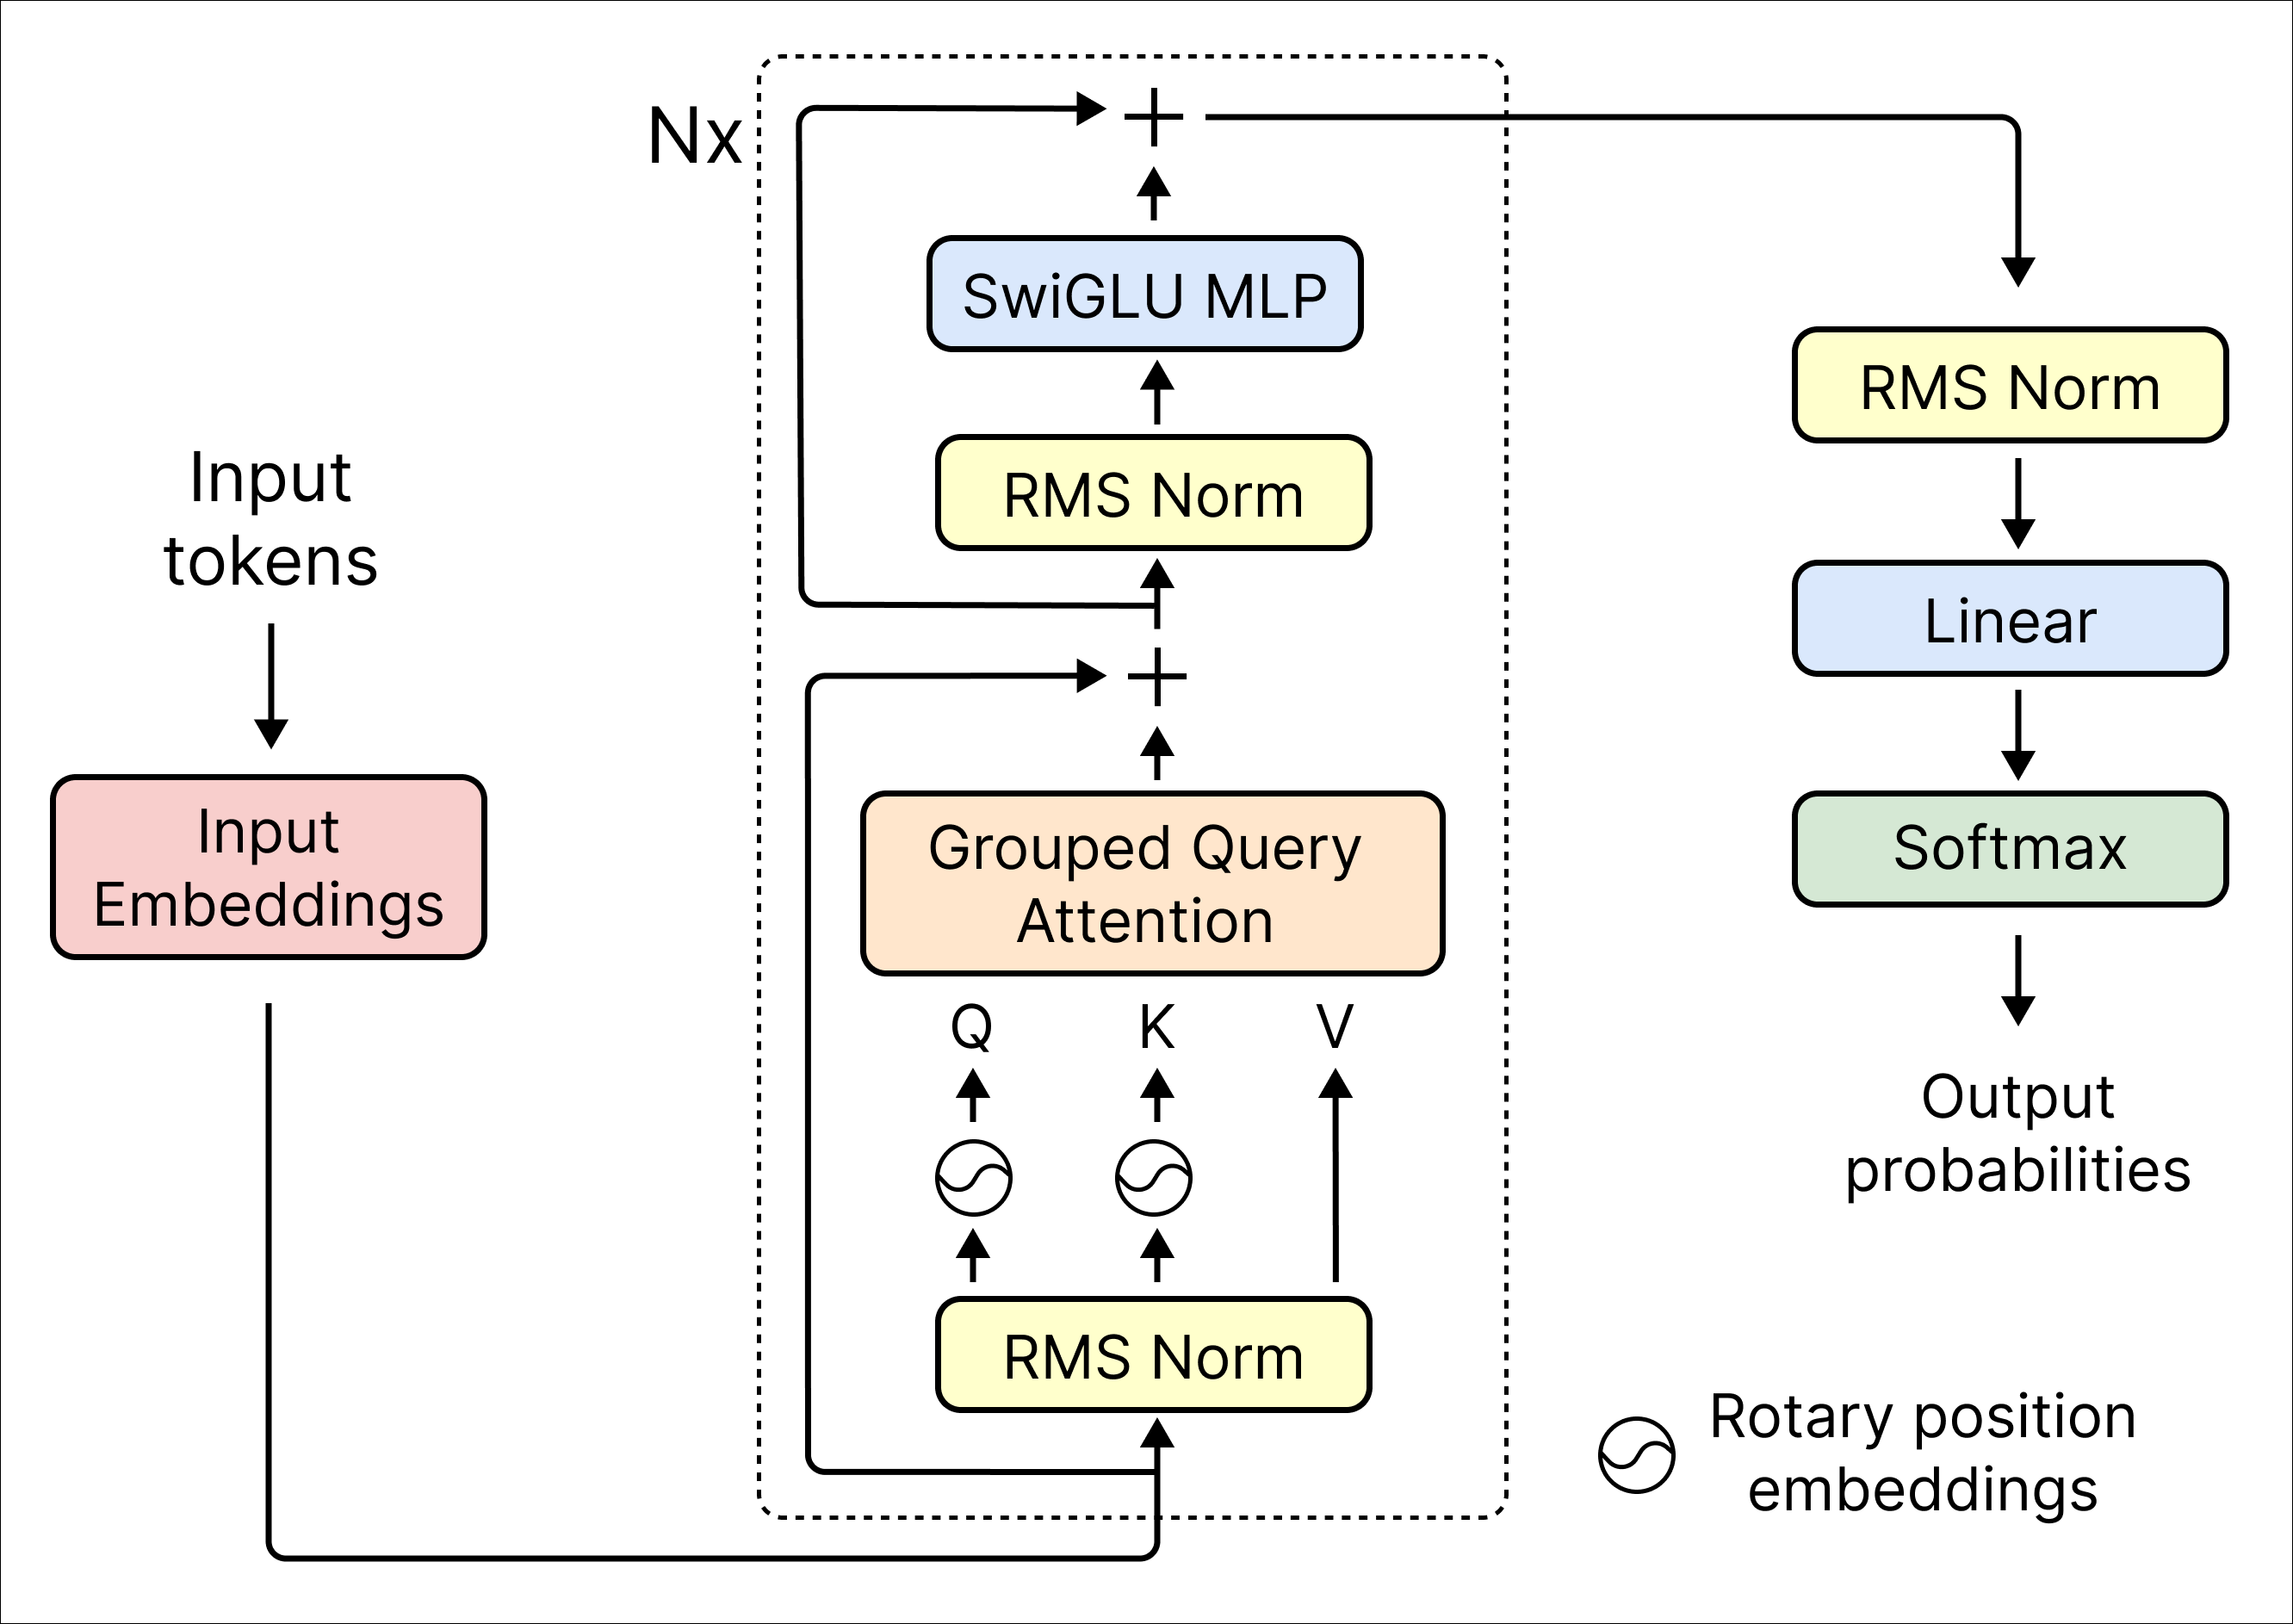 Input
tokens
Input
Embeddings
Nx
SwiGLU MLP
RMS Norm
Grouped Query
Attention
Q K V
RMS Norm
RMS Norm
Linear
Softmax
Output
probabilities
Rotary position
embeddings